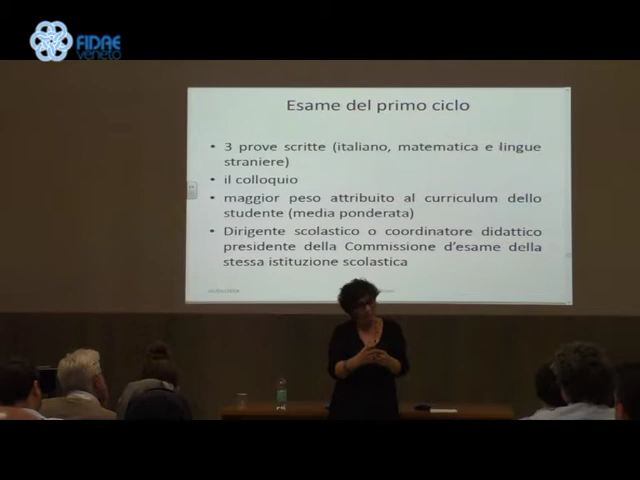 FIDAE
veneto
Esame del primo ciclo
• 3 prove scritte (italiano, matematica e lingue
straniere)
• il colloquio
• maggior peso attribuito al curriculum dello
studente (media ponderata)
• Dirigente scolastico o coordinatore didattico
presidente della Commissione d'esame della
stessa istituzione scolastica